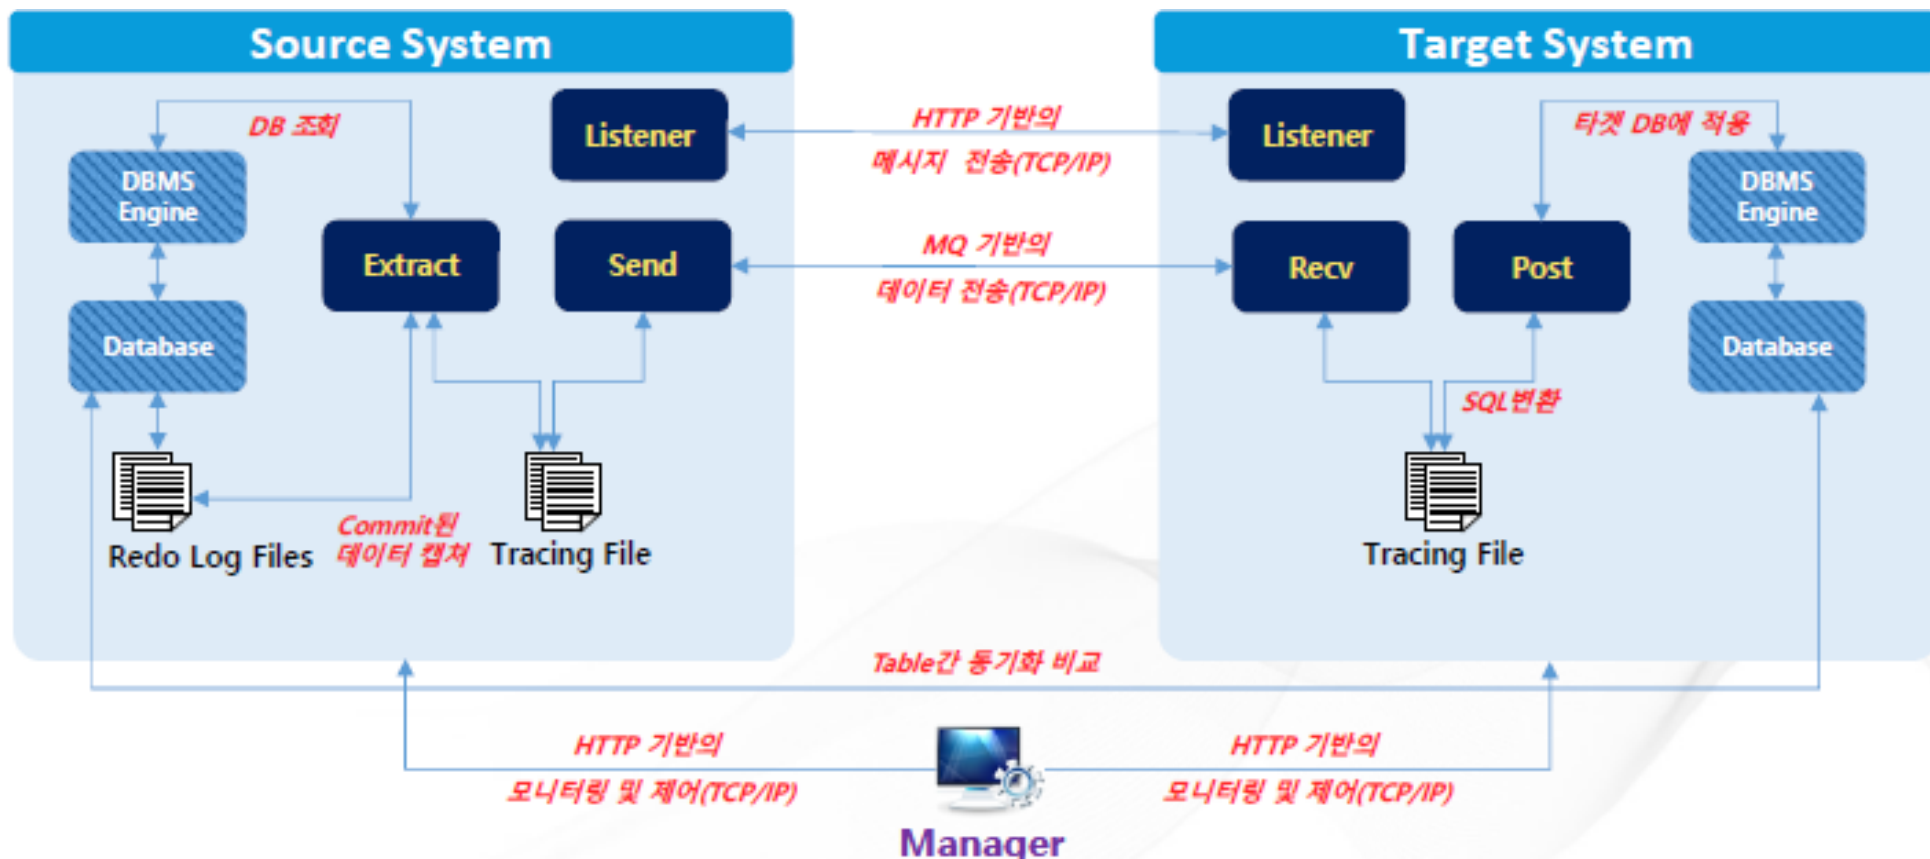 Source System
Target System
DB 조회
Listener
HTTP 기반의
메시지 전송(TCP/IP)
Listener
타겟 DB에 적용
DBMS
Engine
DBMS
Engine
Extract
Send
MQ 기반의
데이터 전송(TCP/IP)
Recv
Post
Database
Database
SQL변환
Commit된
데이터 캡쳐
Redo Log Files
Tracing File
Tracing File
Table간 동기화 비교
HTTP 기반의
모니터링 및 제어(TCP/IP)
HTTP 기반의
모니터링 및 제어(TCP/IP)
Manager